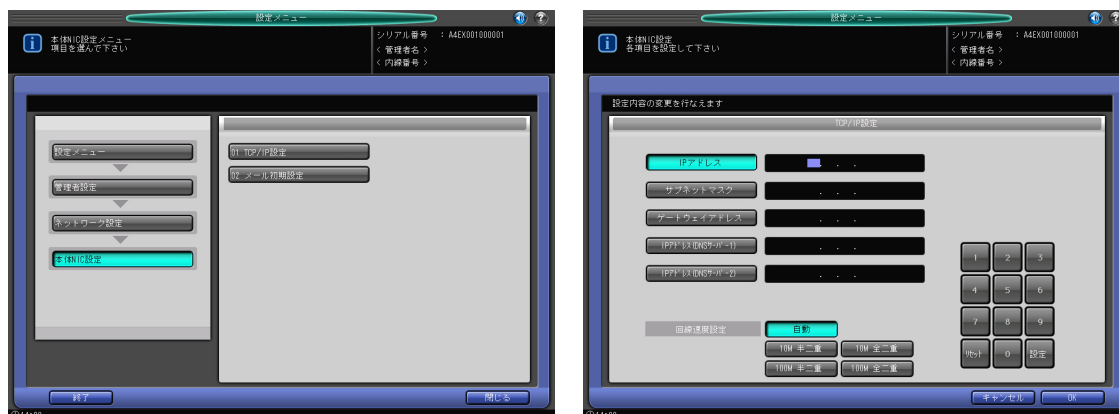 設定メニュー
本体NIC設定メニュー
項目を選んで下さい
シリアル番号 : A4EX001000001
< 管理者名 >
< 内線番号 >
設定メニュー
管理者設定
ネットワーク設定
本体NIC設定
01 TCP/IP設定
02 メール初期設定
終了
閉じる
設定メニュー
本体NIC設定
各項目を設定して下さい
シリアル番号 : A4EX001000001
< 管理者名 >
< 内線番号 >
設定内容の変更を行なえます
TCP/IP設定
IPアドレス
サブネットマスク
ゲートウェイアドレス
IPアドレス(DNSサーバー1)
IPアドレス(DNSサーバー2)
回線速度設定
自動
10M 半二重 10M 全二重
100M 半二重 100M 全二重
1 2 3
4 5 6
7 8 9
リセット 0 設定
キャンセル OK